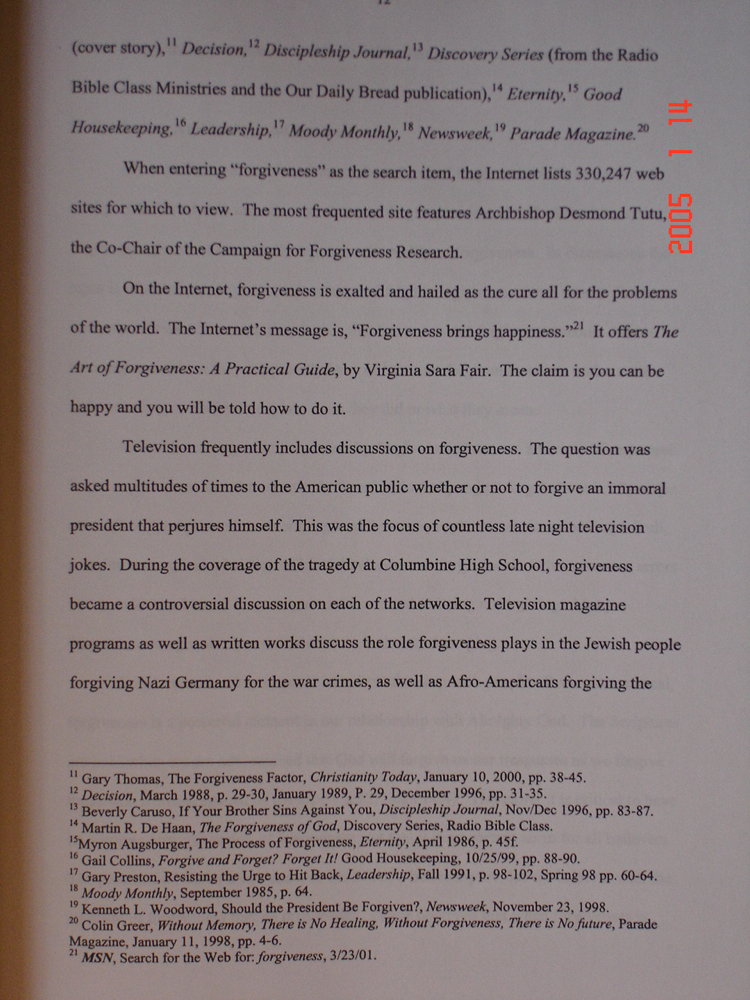 12
(cover story),11 Decision,12 Discipleship Journal,13 Discovery Series (from the Radio
Bible Class Ministries and the Our Daily Bread publication),14 Eternity,15 Good
Housekeeping,16 Leadership,17 Moody Monthly,18 Newsweek,19 Parade Magazine.20
When entering “forgiveness” as the search item, the Internet lists 330,247 web
sites for which to view. The most frequented site features Archbishop Desmond Tutu,
the Co-Chair of the Campaign for Forgiveness Research.
On the Internet, forgiveness is exalted and hailed as the cure all for the problems
of the world. The Internet’s message is, “Forgiveness brings happiness.”21 It offers The
Art of Forgiveness: A Practical Guide, by Virginia Sara Fair. The claim is you can be
happy and you will be told how to do it.
Television frequently includes discussions on forgiveness. The question was
asked multitudes of times to the American public whether or not to forgive an immoral
president that perjures himself. This was the focus of countless late night television
jokes. During the coverage of the tragedy at Columbine High School, forgiveness
became a controversial discussion on each of the networks. Television magazine
programs as well as written works discuss the role forgiveness plays in the Jewish people
forgiving Nazi Germany for the war crimes, as well as Afro-Americans forgiving the
11 Gary Thomas, The Forgiveness Factor, Christianity Today, January 10, 2000, pp. 38-45.
12 Decision, March 1988, p. 29-30, January 1989, P. 29, December 1996, pp. 31-35.
13 Beverly Caruso, If Your Brother Sins Against You, Discipleship Journal, Nov/Dec 1996, pp. 83-87.
14 Martin R. De Haan, The Forgiveness of God, Discovery Series, Radio Bible Class.
15Myron Augsburger, The Process of Forgiveness, Eternity, April 1986, p. 45f.
16 Gail Collins, Forgive and Forget? Forget It! Good Housekeeping, 10/25/99, pp. 88-90.
17 Gary Preston, Resisting the Urge to Hit Back, Leadership, Fall 1991, p. 98-102, Spring 98 pp. 60-64.
18 Moody Monthly, September 1985, p. 64.
19 Kenneth L. Woodword, Should the President Be Forgiven?, Newsweek, November 23, 1998.
20 Colin Greer, Without Memory, There is No Healing, Without Forgiveness, There is No future, Parade
Magazine, January 11, 1998, pp. 4-6.
21 MSN, Search for the Web for: forgiveness, 3/23/01.
2005 1 14